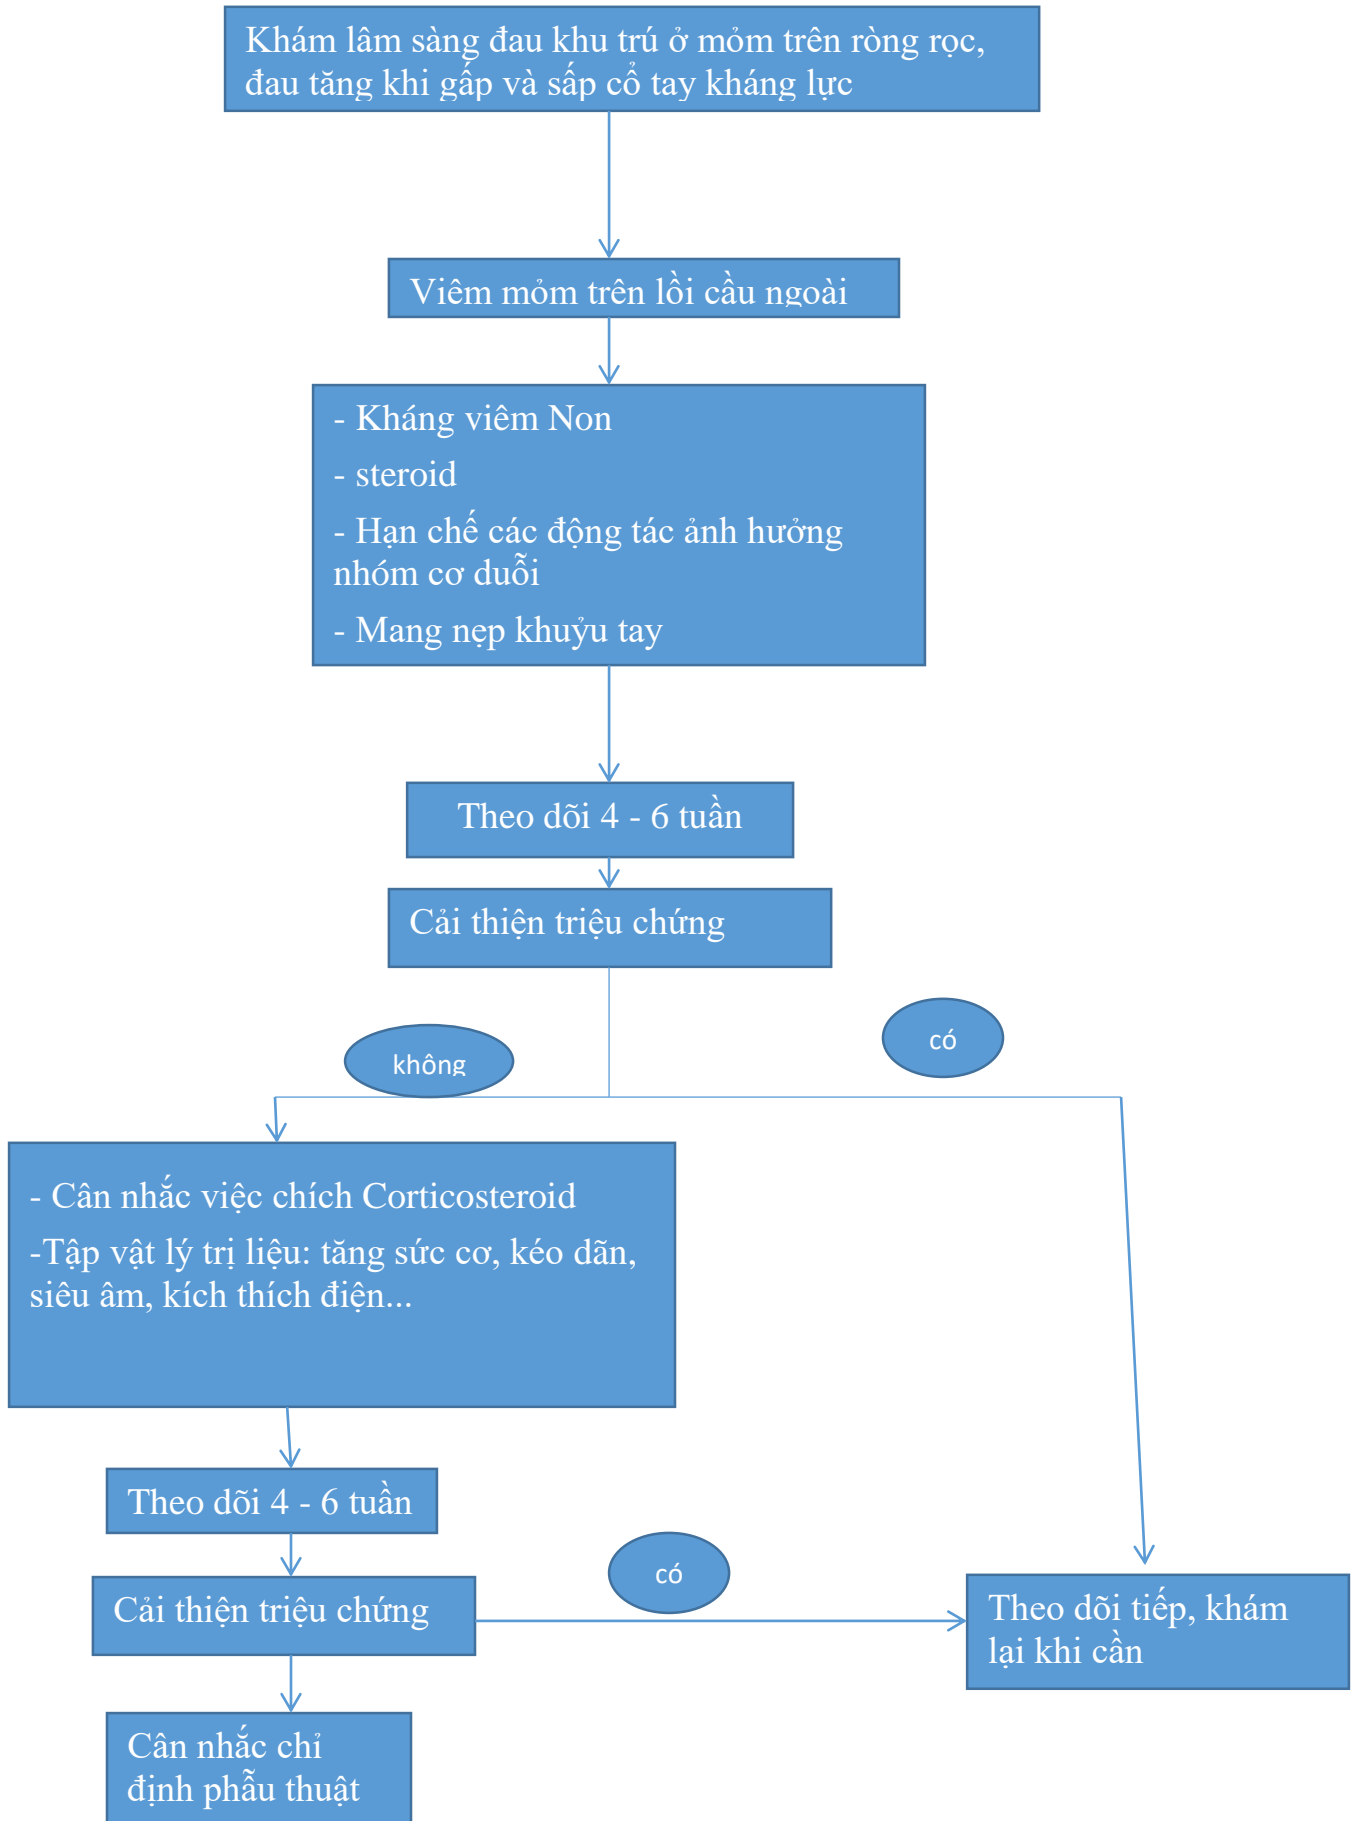 Khám lâm sàng đau khu trú ở mỏm trên ròng rọc,
đau tăng khi gấp và sấp cổ tay kháng lực
Viêm mỏm trên lồi cầu ngoài
- Kháng viêm Non
- steroid
- Hạn chế các động tác ảnh hưởng
nhóm cơ duỗi
- Mang nẹp khuỷu tay
Theo dõi 4 - 6 tuần
Cải thiện triệu chứng
có
không
- Cân nhắc việc chích Corticosteroid
-Tập vật lý trị liệu: tăng sức cơ, kéo dãn,
siêu âm, kích thích điện...
Theo dõi 4 - 6 tuần
có
Cải thiện triệu chứng
Theo dõi tiếp, khám
lại khi cần
Cân nhắc chỉ
định phẫu thuật